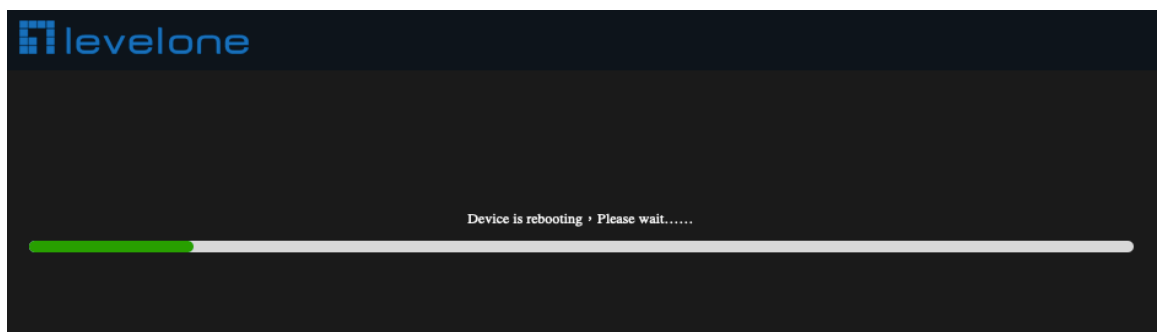 levelone
Device is rebooting，Please wait......